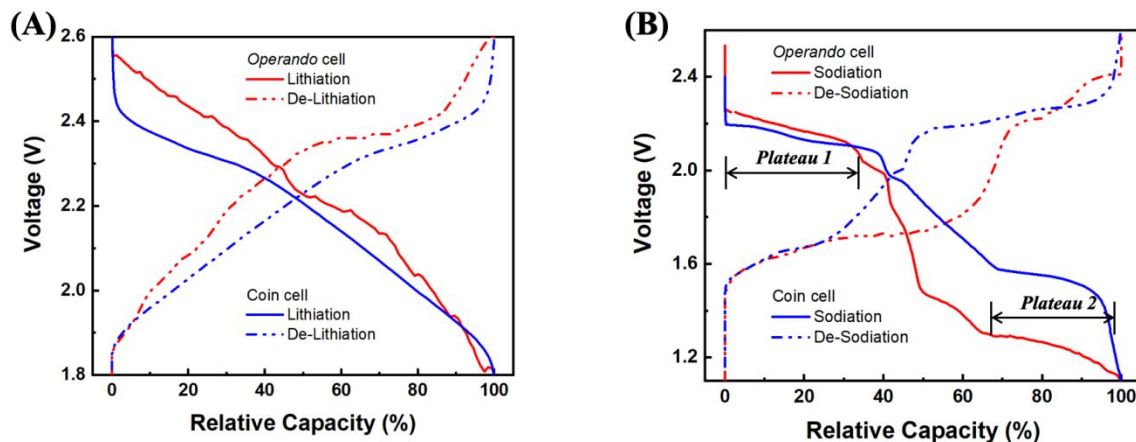 (A)
2.6
2.4
2.2
2.0
1.8
Voltage (V)
Operando cell
Lithiation
De-Lithiation
Coin cell
Lithiation
De-Lithiation
0 20 40 60 80 100
Relative Capacity (%)
(B)
2.4
2.0
1.6
1.2
Voltage (V)
Operando cell
Sodiation
De-Sodiation
Plateau 1
Coin cell
Sodiation
De-Sodiation
Plateau 2
0 20 40 60 80 100
Relative Capacity (%)